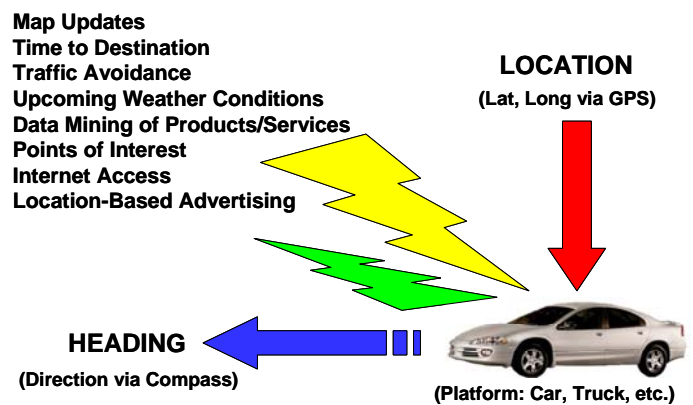 Map Updates
Time to Destination
Traffic Avoidance
Upcoming Weather Conditions
Data Mining of Products/Services
Points of Interest
Internet Access
Location-Based Advertising
LOCATION
(Lat, Long via GPS)
HEADING
(Direction via Compass)
(Platform: Car, Truck, etc.)